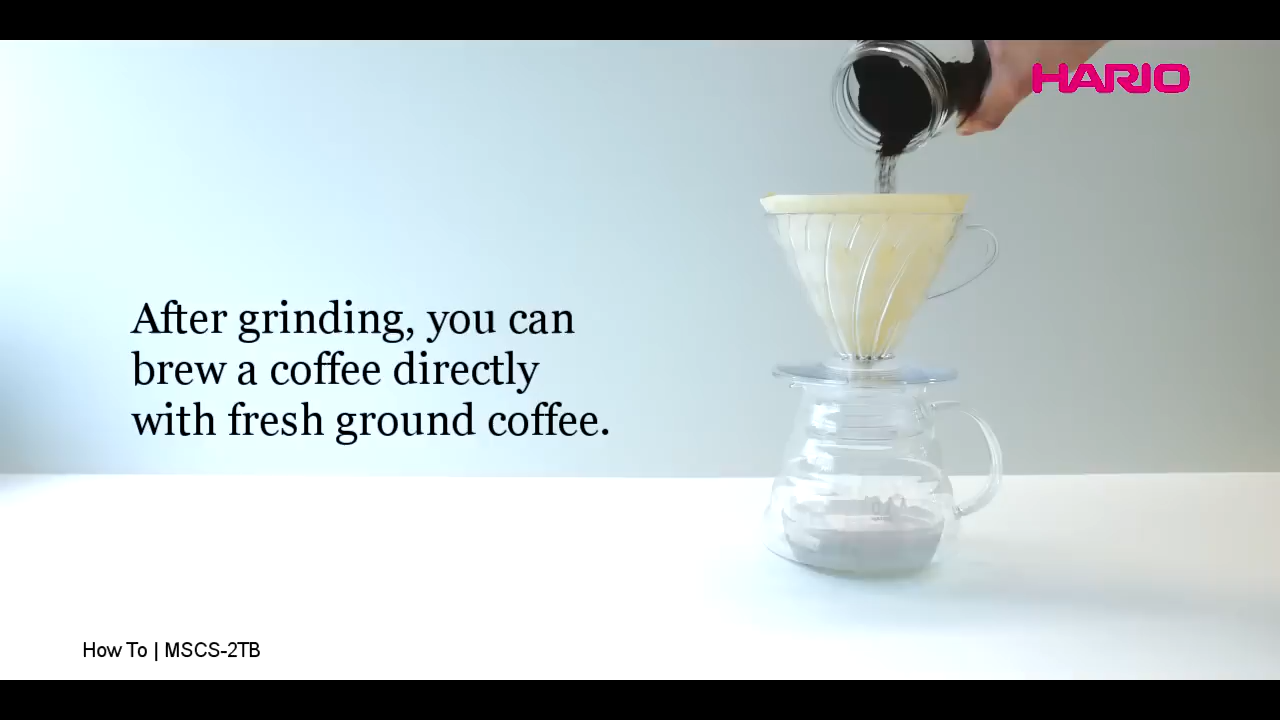 HARIO
After grinding, you can
brew a coffee directly
with fresh ground coffee.
How To | MSCS-2TB